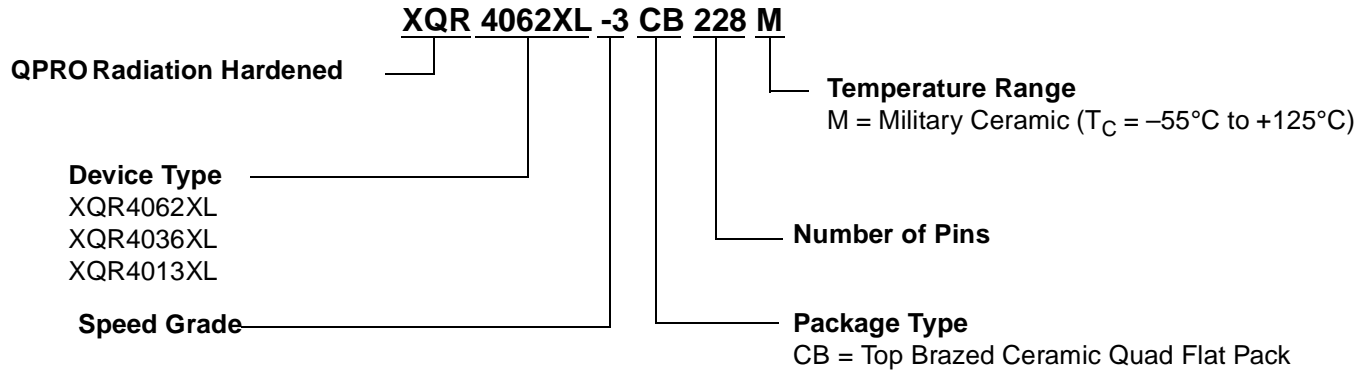 XQR 4062XL -3 CB 228 M
QPRO Radiation Hardened
Temperature Range
M = Military Ceramic (TC = –55°C to +125°C)
Device Type
XQR4062XL
XQR4036XL
XQR4013XL
Number of Pins
Speed Grade
Package Type
CB = Top Brazed Ceramic Quad Flat Pack